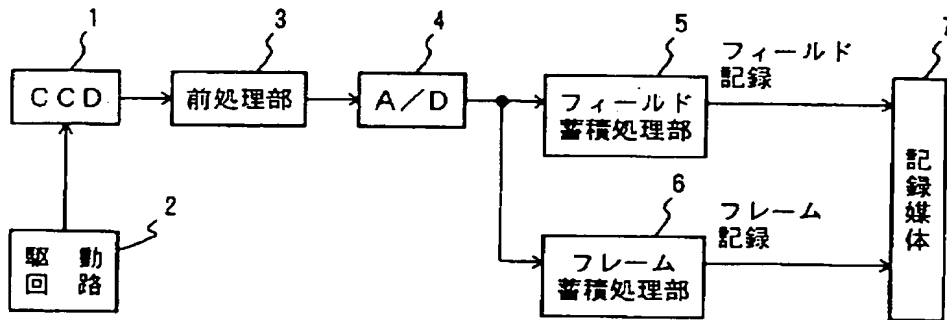 1
CCD
2
駆動
回路
3
前処理部
4
A/D
5
フィールド
蓄積処理部
フィールド
記録
6
フレーム
蓄積処理部
フレーム
記録
7
記録媒体